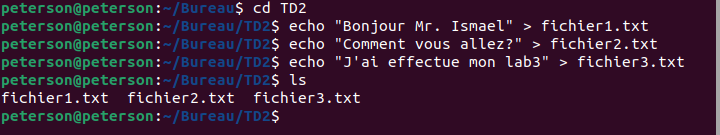 peterson@peterson:~/Bureau$ cd TD2
peterson@peterson:~/Bureau/TD2$ echo "Bonjour Mr. Ismael" > fichier1.txt
peterson@peterson:~/Bureau/TD2$ echo "Comment vous allez?" > fichier2.txt
peterson@peterson:~/Bureau/TD2$ echo "J'ai effectue mon lab3" > fichier3.txt
peterson@peterson:~/Bureau/TD2$ ls
fichier1.txt  fichier2.txt  fichier3.txt
peterson@peterson:~/Bureau/TD2$